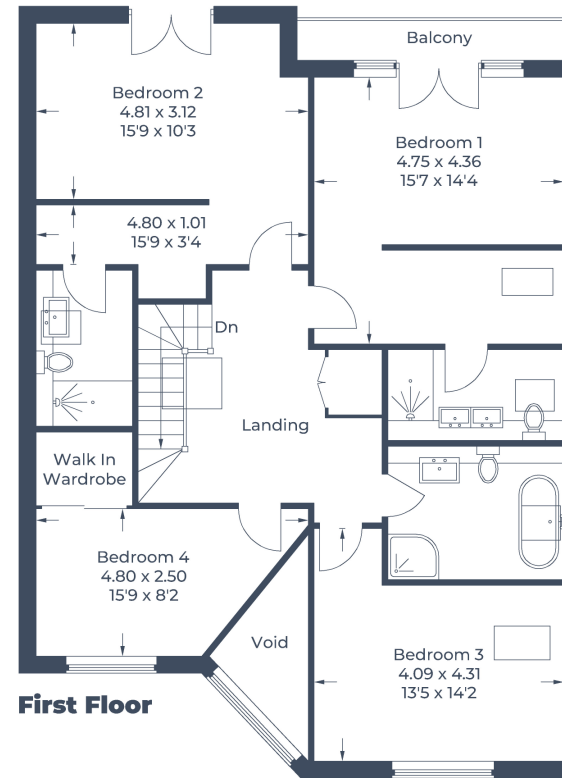 Balcony
Bedroom 2
4.81 x 3.12
15'9 x 10'3
Bedroom 1
4.75 x 4.36
15'7 x 14'4
4.80 x 1.01
15'9 x 3'4
Dn
Landing
Walk In
Wardrobe
Bedroom 4
4.80 x 2.50
15'9 x 8'2
Void
Bedroom 3
4.09 x 4.31
13'5 x 14'2
First Floor